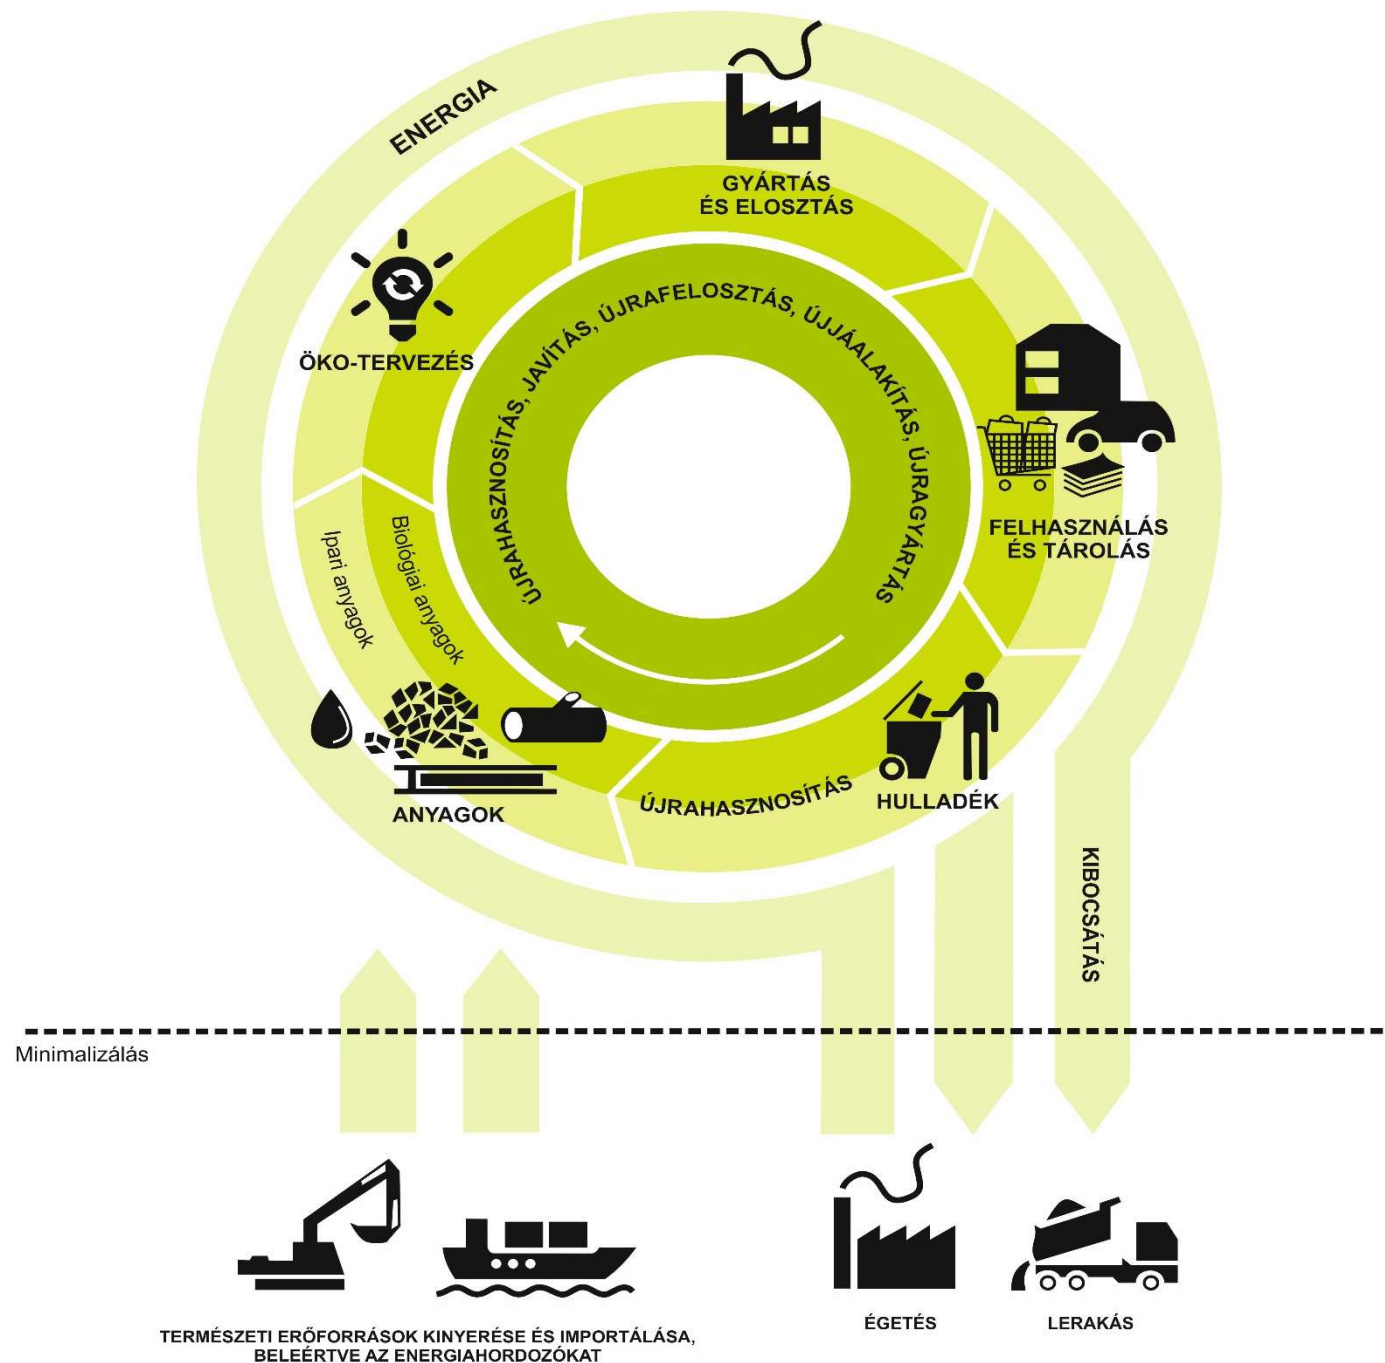 ENERGIA
GYÁRTÁS
ÉS ELOSZTÁS
ÖKO-TERVEZÉS
ÚJRAHASZNOSÍTÁS, JAVÍTÁS, ÚJRAFELOSZTÁS, ÚJJÁALAKÍTÁS, ÚJRAGYÁRTÁS
FELHASZNÁLÁS
ÉS TÁROLÁS
Ipari anyagok
Biológiai anyagok
ANYAGOK
ÚJRAHASZNOSÍTÁS
HULLADÉK
KIBOCSÁTÁS
Minimalizálás
TERMÉSZETI ERŐFORRÁSOK KINYERÉSE ÉS IMPORTÁLÁSA,
BELEÉRTVE AZ ENERGIAHORDOZÓKAT
ÉGETÉS
LERAKÁS